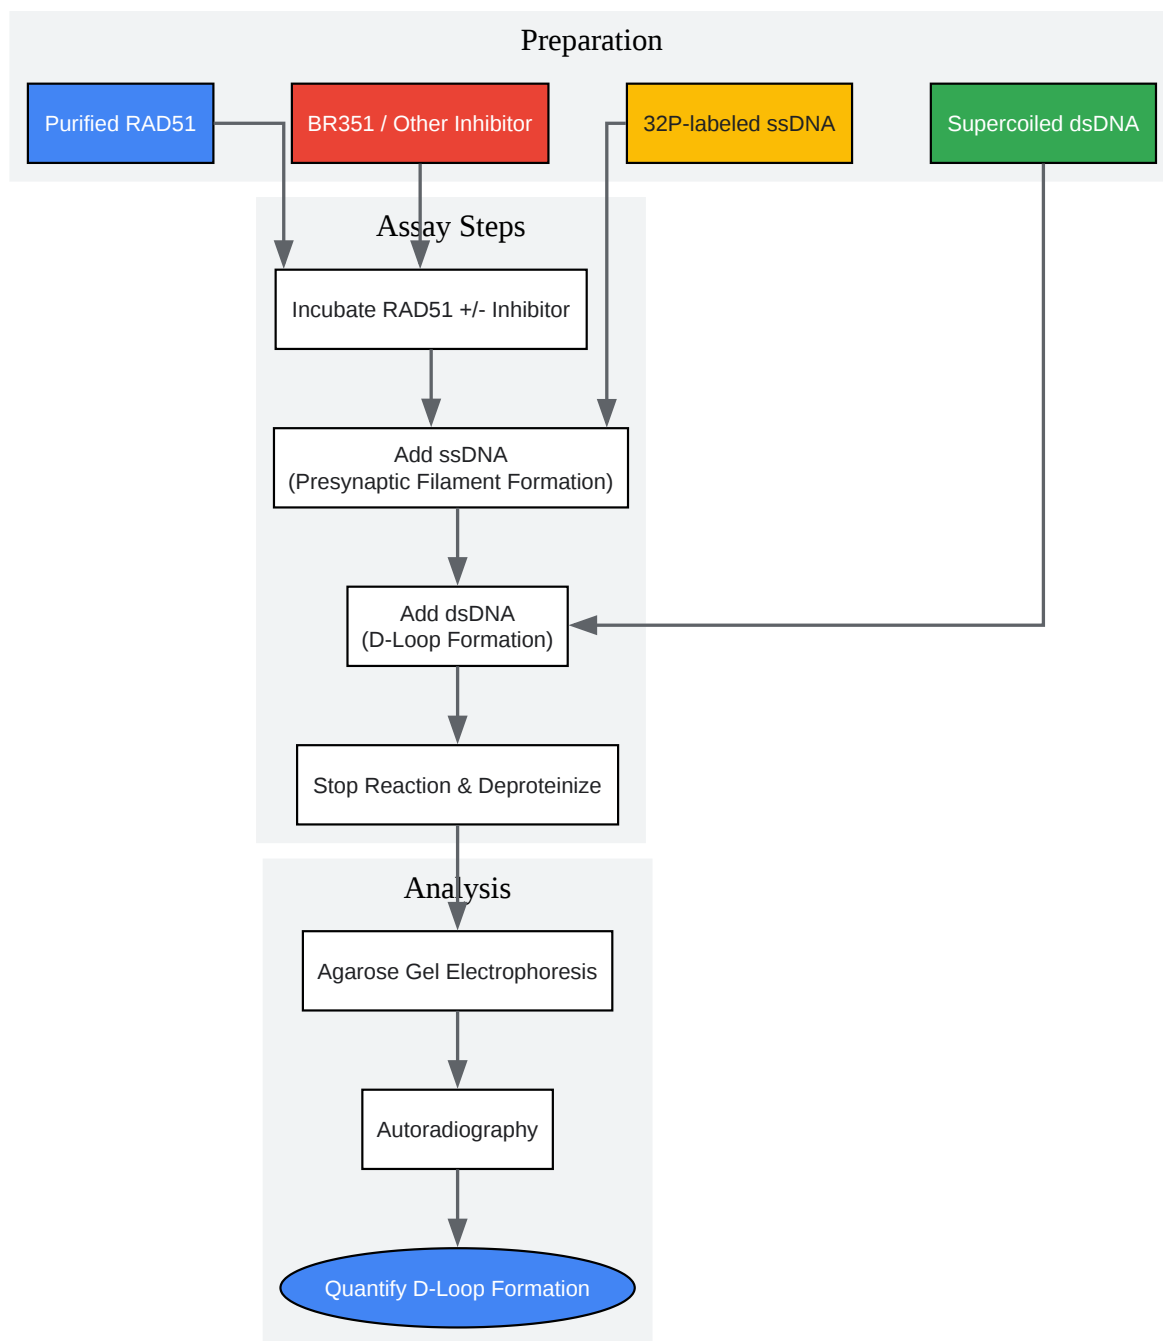 Preparation
Purified RAD51
BR351 / Other Inhibitor
32P-labeled ssDNA
Supercoiled dsDNA
Assay Steps
Incubate RAD51 +/- Inhibitor
Add ssDNA
(Presynaptic Filament Formation)
Add dsDNA
(D-Loop Formation)
Stop Reaction & Deproteinize
Analysis
Agarose Gel Electrophoresis
Autoradiography
Quantify D-Loop Formation